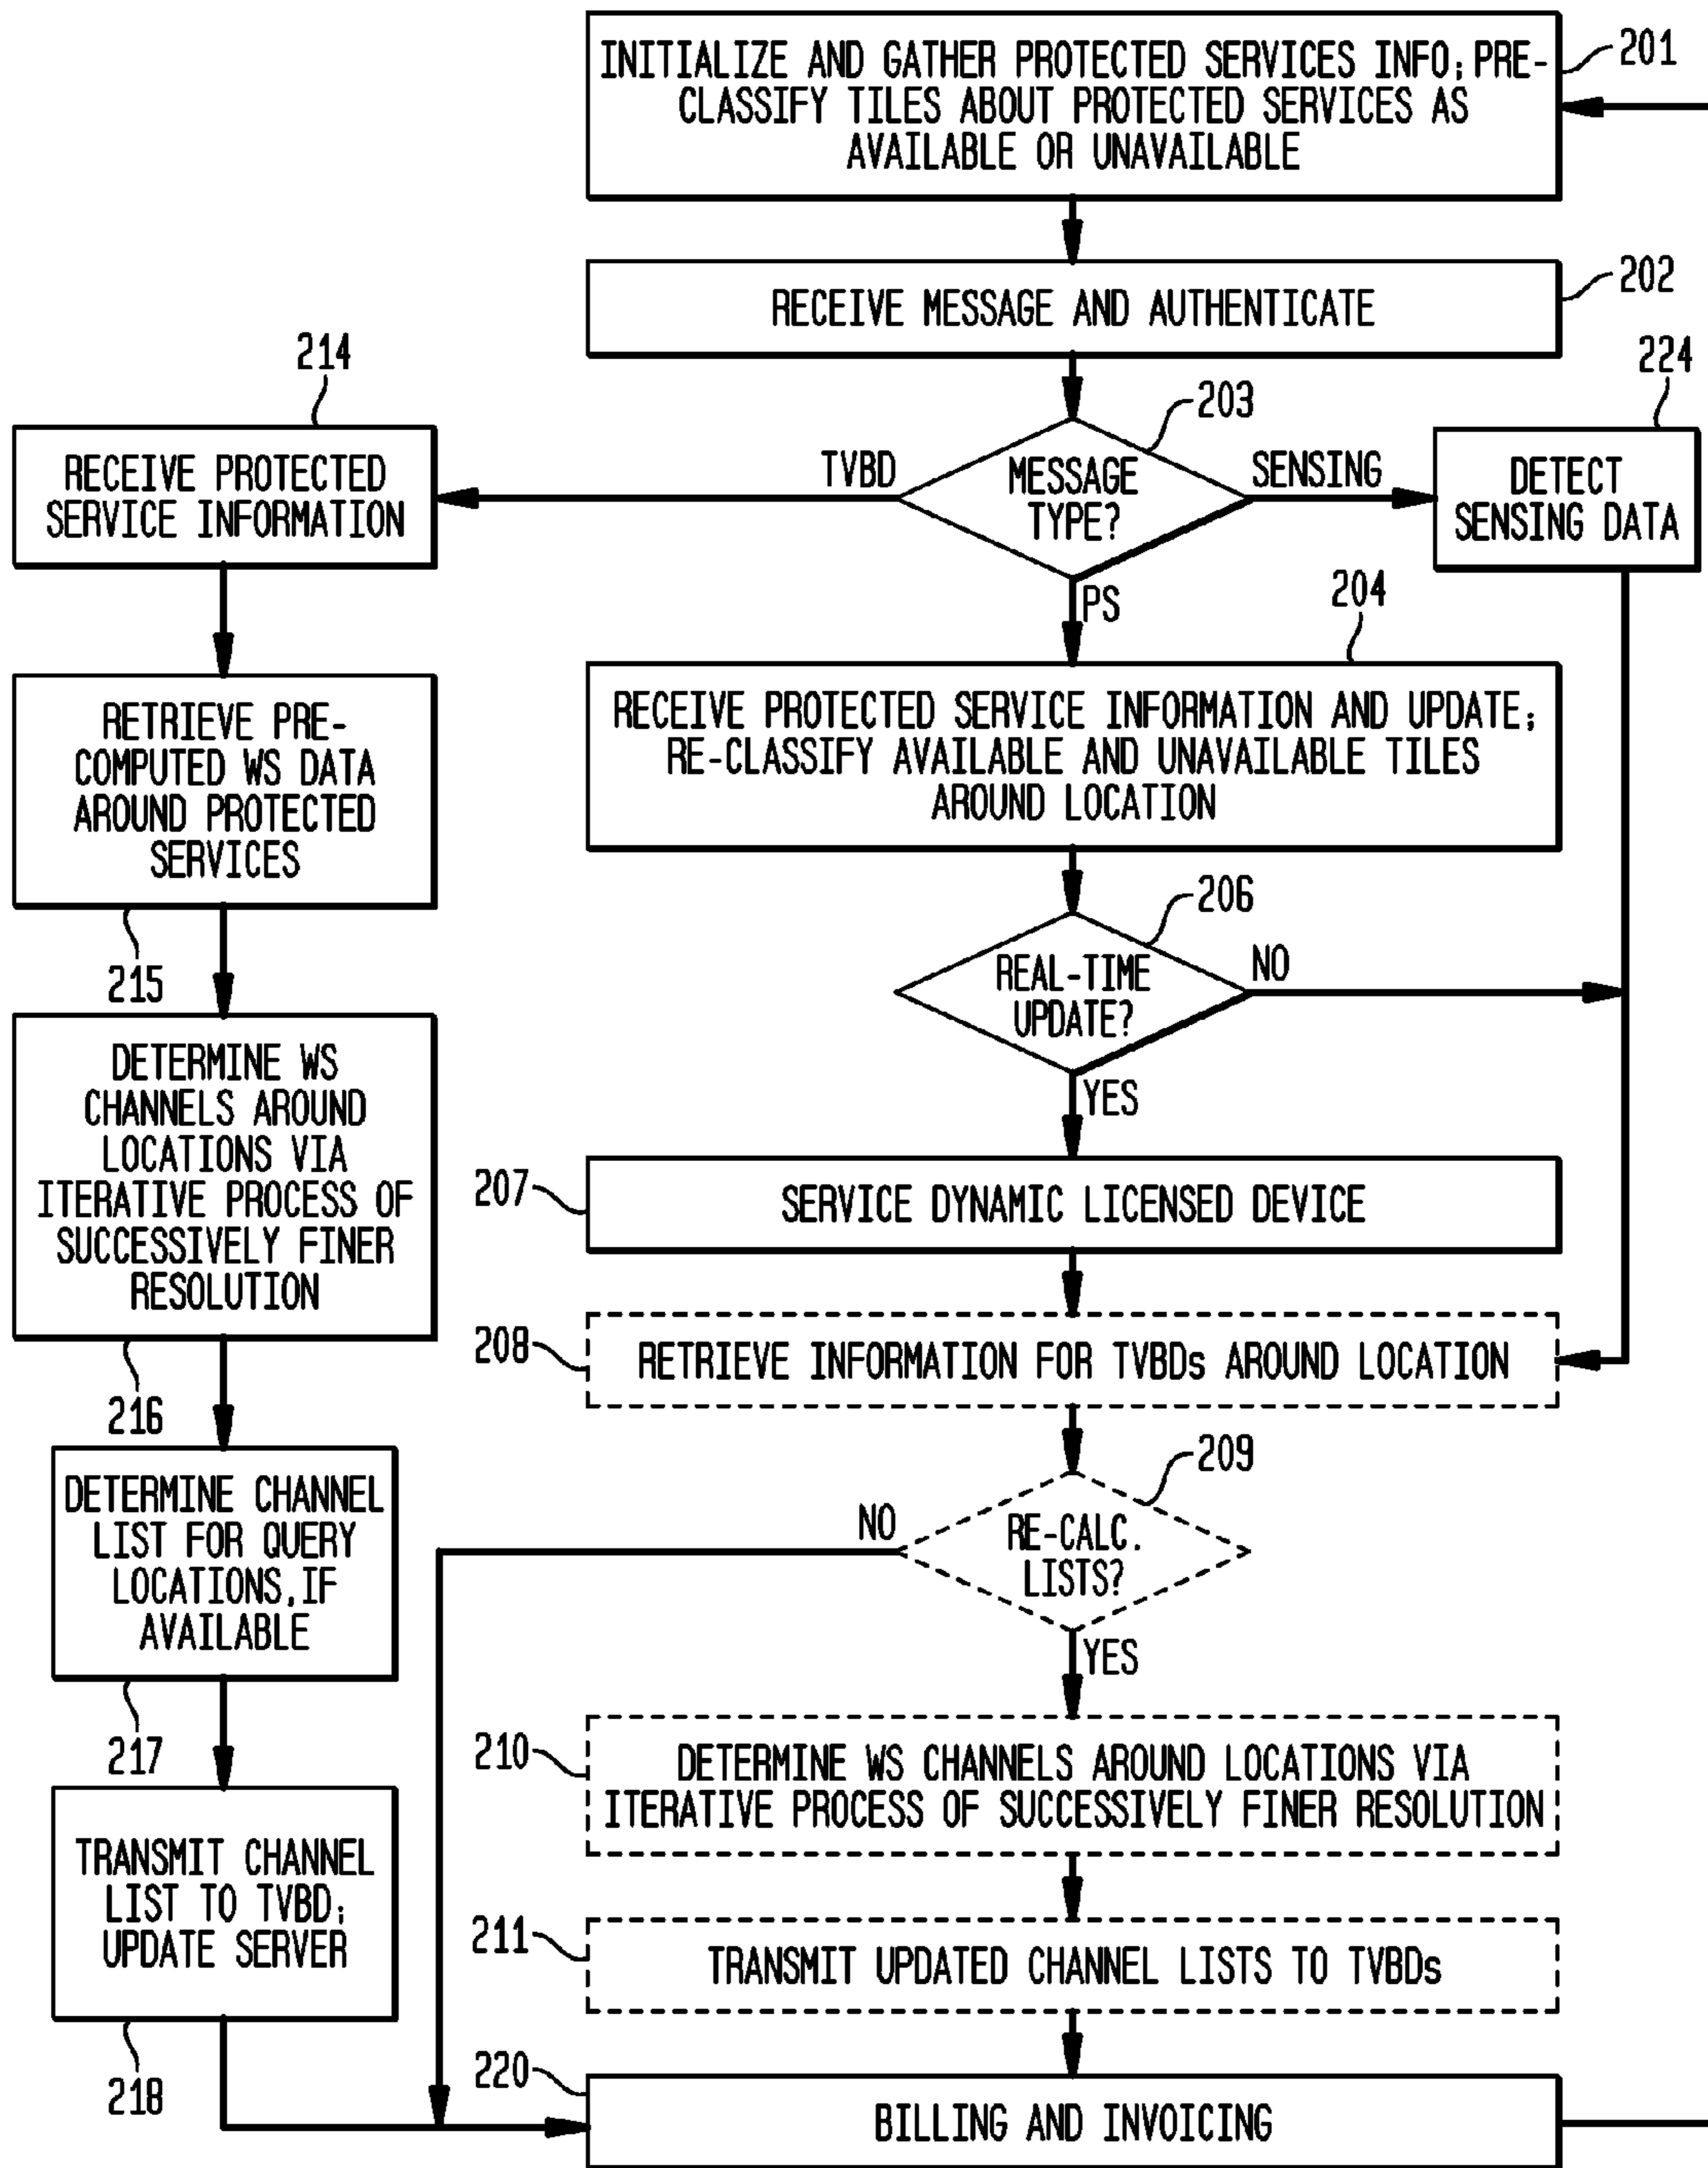 INITIALIZE AND GATHER PROTECTED SERVICES INFO; PRE-
CLASSIFY TILES ABOUT PROTECTED SERVICES AS
AVAILABLE OR UNAVAILABLE
201
RECEIVE MESSAGE AND AUTHENTICATE
202
214
224
203
RECEIVE PROTECTED
SERVICE INFORMATION
TVBD
MESSAGE
TYPE?
SENSING
DETECT
SENSING DATA
PS
204
RETRIEVE PRE-
COMPUTED WS DATA
AROUND PROTECTED
SERVICES
215
RECEIVE PROTECTED SERVICE INFORMATION AND UPDATE;
RE-CLASSIFY AVAILABLE AND UNAVAILABLE TILES
AROUND LOCATION
206
REAL-TIME
UPDATE?
NO
YES
DETERMINE WS
CHANNELS AROUND
LOCATIONS VIA
ITERATIVE PROCESS OF
SUCCESSIVELY FINER
RESOLUTION
216
207
SERVICE DYNAMIC LICENSED DEVICE
208
RETRIEVE INFORMATION FOR TVBDs AROUND LOCATION
209
DETERMINE CHANNEL
LIST FOR QUERY
LOCATIONS, IF
AVAILABLE
217
NO
RE-CALC.
LISTS?
YES
210
DETERMINE WS CHANNELS AROUND LOCATIONS VIA
ITERATIVE PROCESS OF SUCCESSIVELY FINER RESOLUTION
TRANSMIT CHANNEL
LIST TO TVBD;
UPDATE SERVER
218
211
TRANSMIT UPDATED CHANNEL LISTS TO TVBDs
220
BILLING AND INVOICING